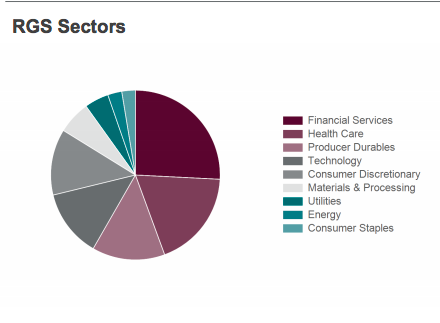 RGS Sectors
Financial Services
Health Care
Producer Durables
Technology
Consumer Discretionary
Materials & Processing
Utilities
Energy
Consumer Staples